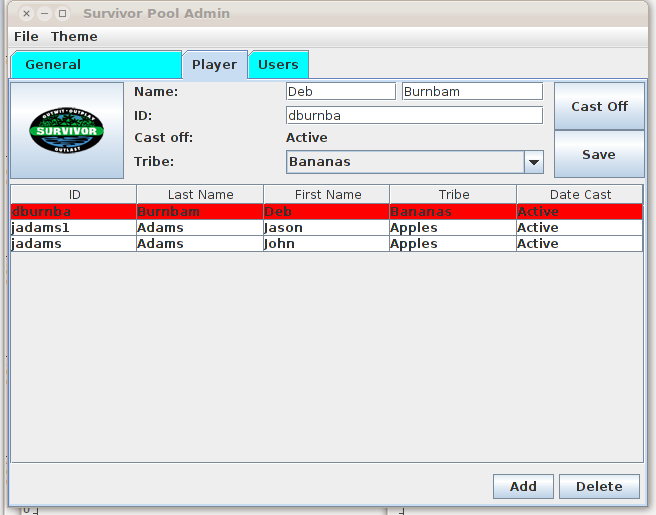 Survivor Pool Admin
File Theme
General Player Users
OUTWIT · OUTPLAY
SURVIVOR
OUTLAST
Name: Deb Burnbam
Cast Off
ID: dburnba
Cast off: Active
Save
Tribe: Bananas
ID Last Name First Name Tribe Date Cast
dburnba Burnbam Deb Bananas Active
jadams1 Adams Jason Apples Active
jadams Adams John Apples Active
Add Delete